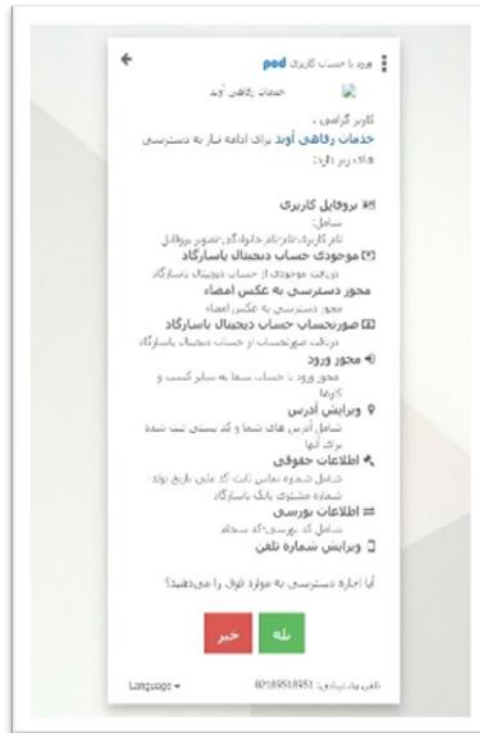 ورود با حساب کاربری pod
خدمات رفاهی آوند
کاربر گرامی ،
خدمات رفاهی آوند برای ادامه نیاز به دسترسی
های زیر دارد:
پروفایل کاربری
شامل:
نام کاربری-نام-نام خانوادگی-تصویر پروفایل
موجودی حساب دیجیتال پاسارگاد
دریافت موجودی از حساب دیجیتال پاسارگاد
مجوز دسترسی به عکس امضاء
مجوز دسترسی به عکس امضاء
صورتحساب حساب دیجیتال پاسارگاد
دریافت صورتحساب از حساب دیجیتال پاسارگاد
مجوز ورود
مجوز ورود با حساب شما به سایر کسب و
کارها
ویرایش آدرس
شامل آدرس های شما و کد پستی ثبت شده
برای آنها
اطلاعات حقوقی
شامل شماره تماس ثابت-کد ملی-تاریخ تولد-
شماره مشتری بانک پاسارگاد
اطلاعات بورسی
شامل کد بورسی-کد سجام
ویرایش شماره تلفن
آیا اجازه دسترسی به موارد فوق را می‌دهید؟
بله
خیر
تلفن پشتیبانی: 02189518951
Language